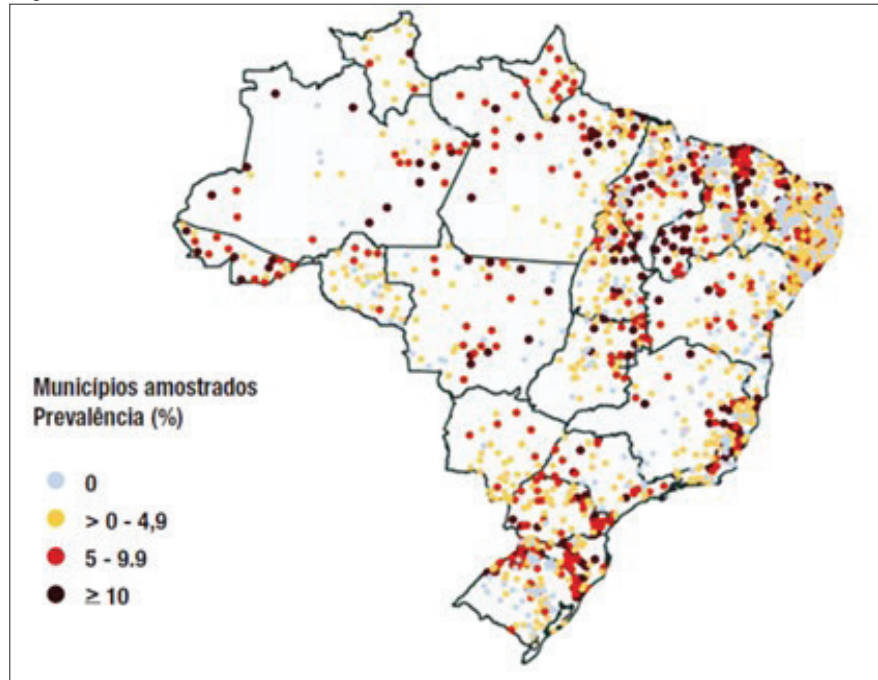 Municípios amostrados
Prevalência (%)
0
> 0 - 4,9
5 - 9.9
≥ 10